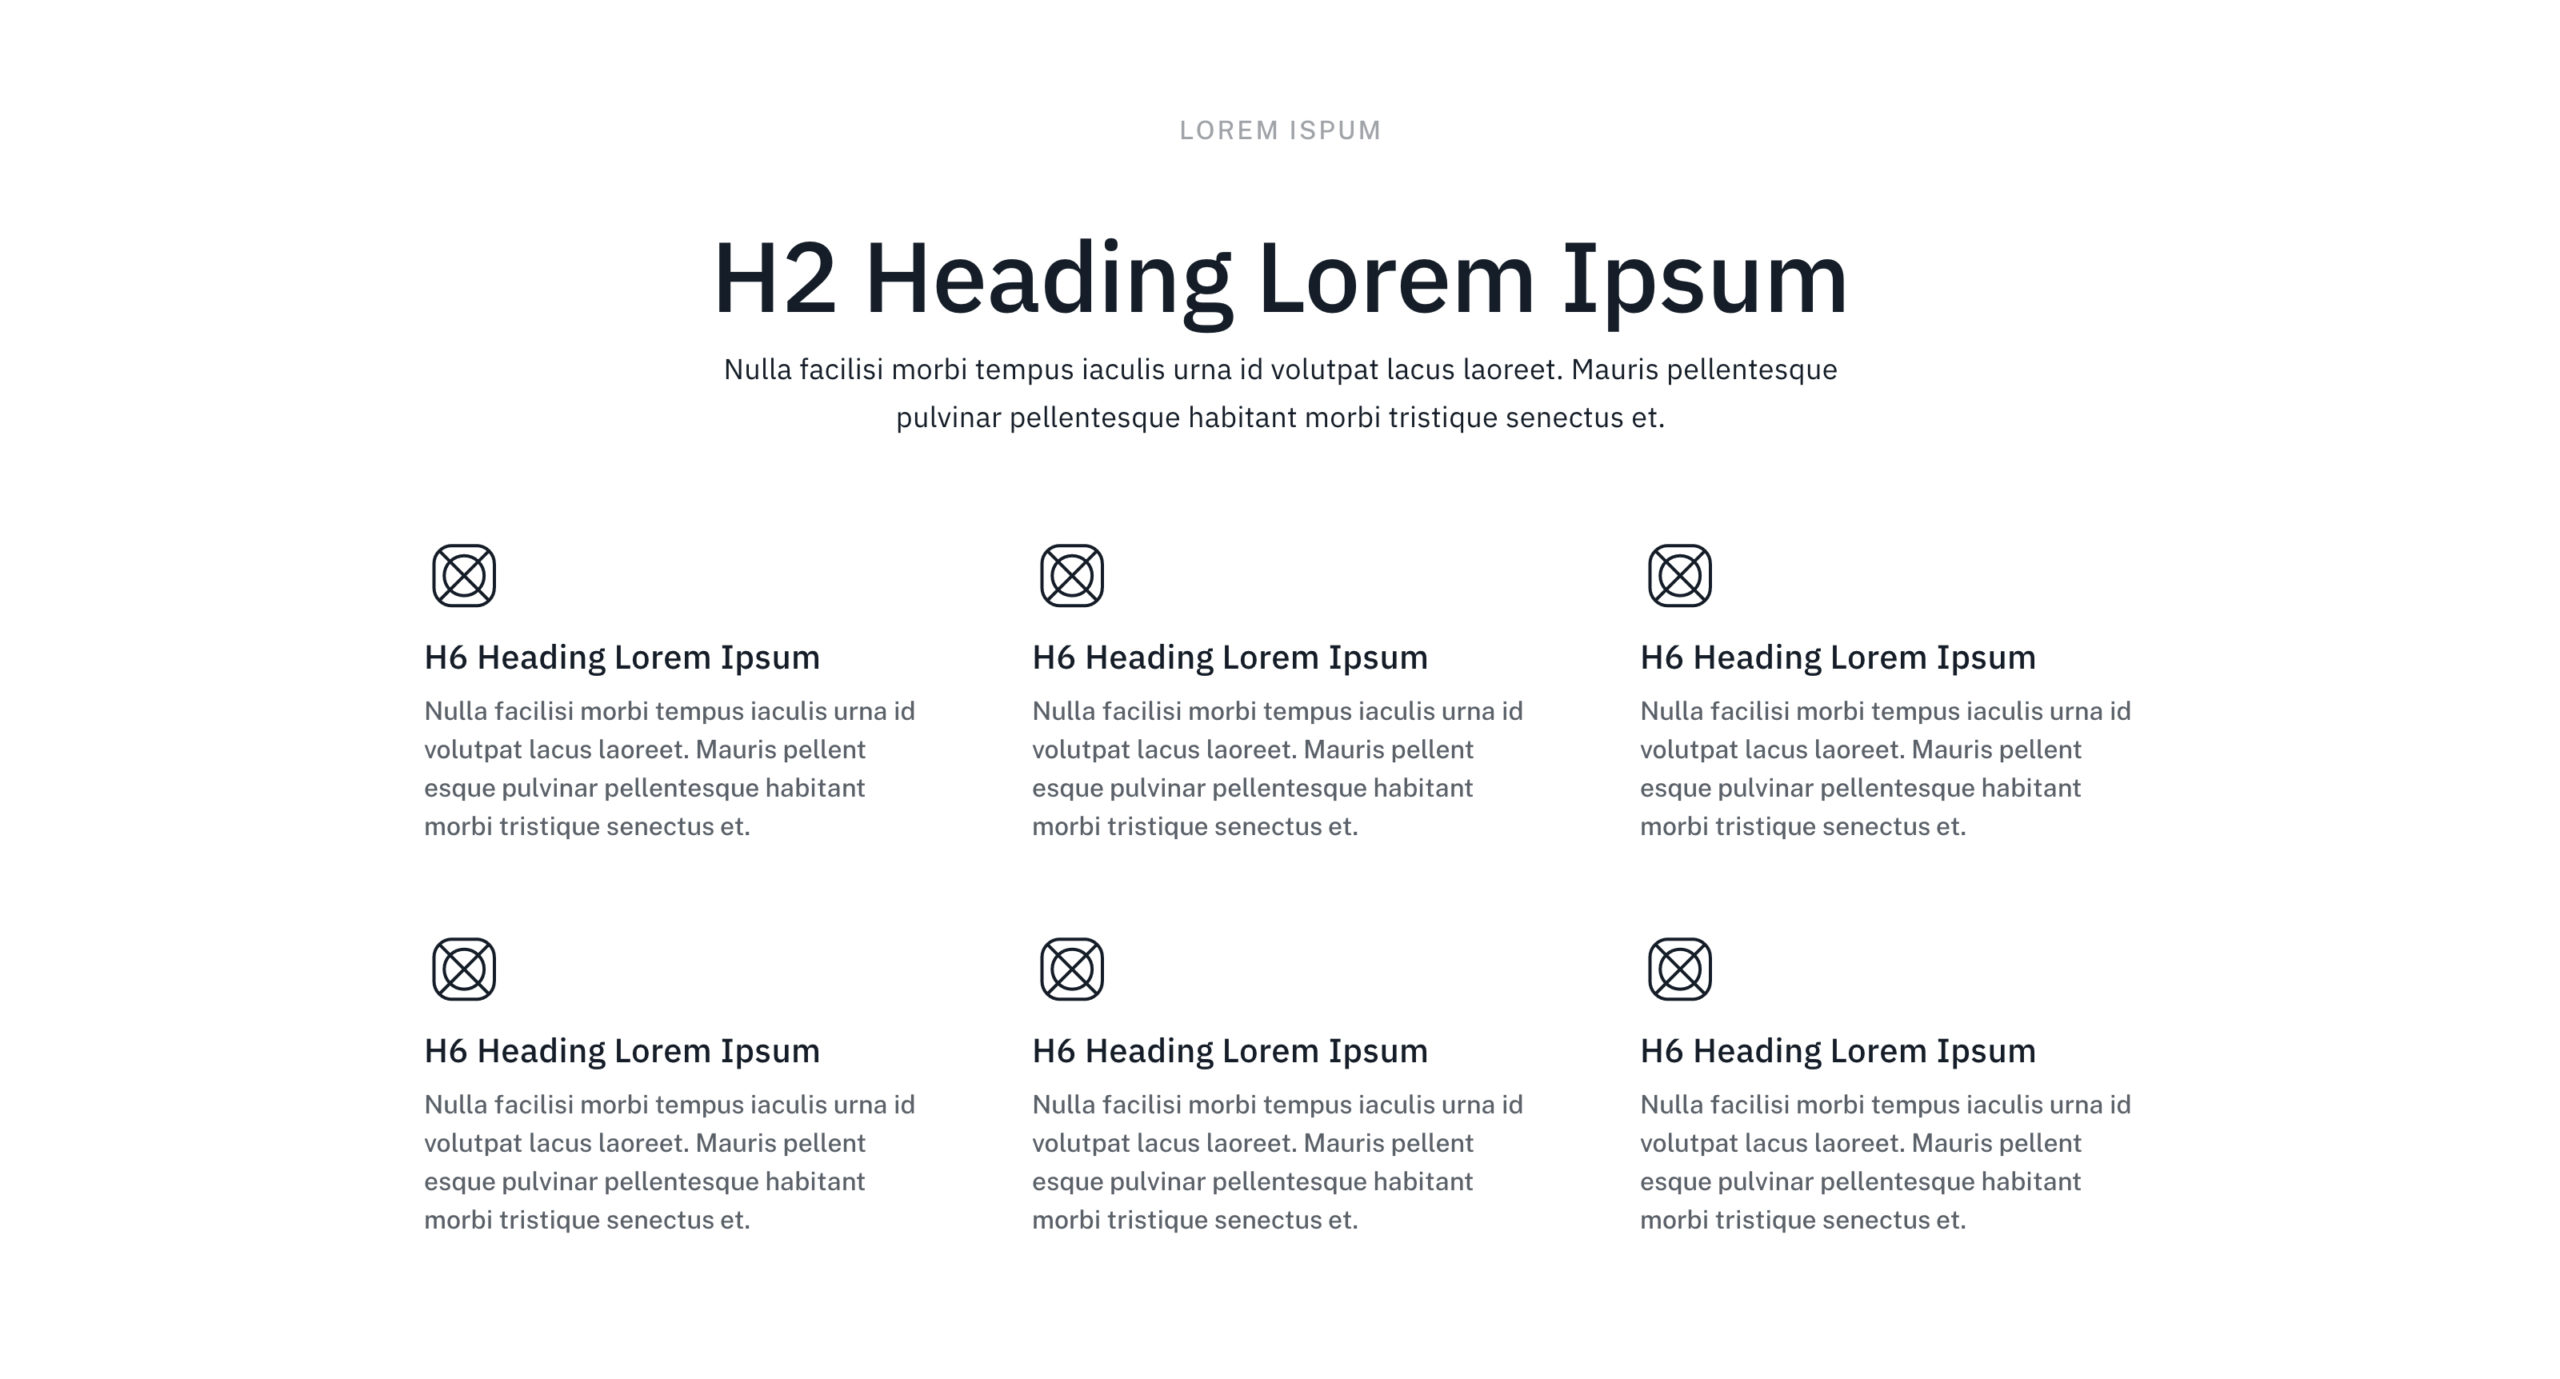 LOREM ISPUM
H2 Heading Lorem Ipsum
Nulla facilisi morbi tempus iaculis urna id volutpat lacus laoreet. Mauris pellentesque
pulvinar pellentesque habitant morbi tristique senectus et.
H6 Heading Lorem Ipsum
Nulla facilisi morbi tempus iaculis urna id
volutpat lacus laoreet. Mauris pellent
esque pulvinar pellentesque habitant
morbi tristique senectus et.
H6 Heading Lorem Ipsum
Nulla facilisi morbi tempus iaculis urna id
volutpat lacus laoreet. Mauris pellent
esque pulvinar pellentesque habitant
morbi tristique senectus et.
H6 Heading Lorem Ipsum
Nulla facilisi morbi tempus iaculis urna id
volutpat lacus laoreet. Mauris pellent
esque pulvinar pellentesque habitant
morbi tristique senectus et.
H6 Heading Lorem Ipsum
Nulla facilisi morbi tempus iaculis urna id
volutpat lacus laoreet. Mauris pellent
esque pulvinar pellentesque habitant
morbi tristique senectus et.
H6 Heading Lorem Ipsum
Nulla facilisi morbi tempus iaculis urna id
volutpat lacus laoreet. Mauris pellent
esque pulvinar pellentesque habitant
morbi tristique senectus et.
H6 Heading Lorem Ipsum
Nulla facilisi morbi tempus iaculis urna id
volutpat lacus laoreet. Mauris pellent
esque pulvinar pellentesque habitant
morbi tristique senectus et.